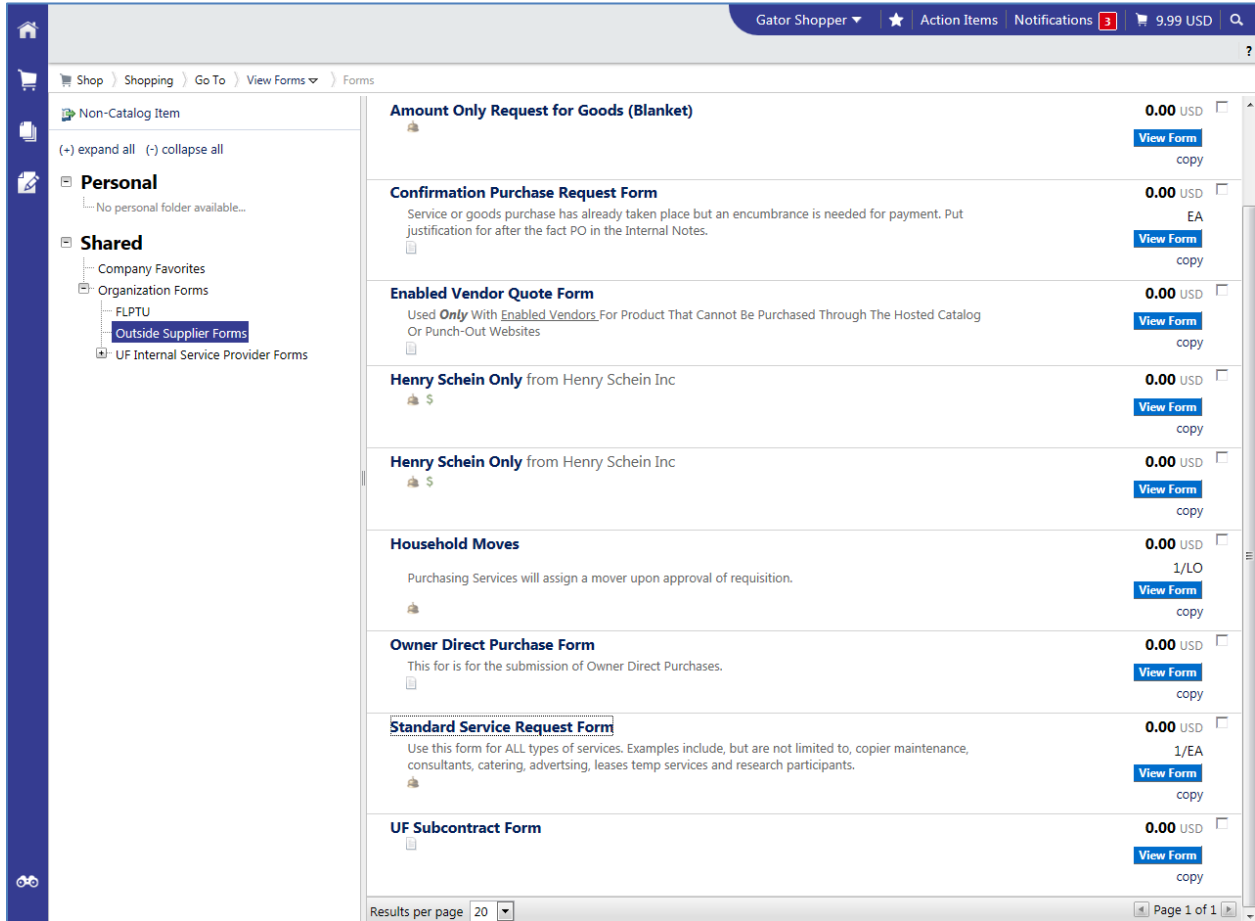 Gator Shopper Action Items Notifications 3 9.99 USD
?
Shop Shopping Go To View Forms Forms
Non-Catalog Item
(+) expand all (-) collapse all
Personal
No personal folder available...
Shared
Company Favorites
Organization Forms
FLPTU
Outside Supplier Forms
UF Internal Service Provider Forms
Amount Only Request for Goods (Blanket)
0.00 USD
View Form
copy
Confirmation Purchase Request Form
Service or goods purchase has already taken place but an encumbrance is needed for payment. Put
justification for after the fact PO in the Internal Notes.
0.00 USD
EA
View Form
copy
Enabled Vendor Quote Form
Used Only With Enabled Vendors For Product That Cannot Be Purchased Through The Hosted Catalog
Or Punch-Out Websites
0.00 USD
View Form
copy
Henry Schein Only from Henry Schein Inc
$
0.00 USD
View Form
copy
Henry Schein Only from Henry Schein Inc
$
0.00 USD
View Form
copy
Household Moves
Purchasing Services will assign a mover upon approval of requisition.
0.00 USD
1/LO
View Form
copy
Owner Direct Purchase Form
This for is for the submission of Owner Direct Purchases.
0.00 USD
View Form
copy
Standard Service Request Form
Use this form for ALL types of services. Examples include, but are not limited to, copier maintenance,
consultants, catering, advertsing, leases temp services and research participants.
0.00 USD
1/EA
View Form
copy
UF Subcontract Form
0.00 USD
View Form
copy
Results per page 20
Page 1 of 1